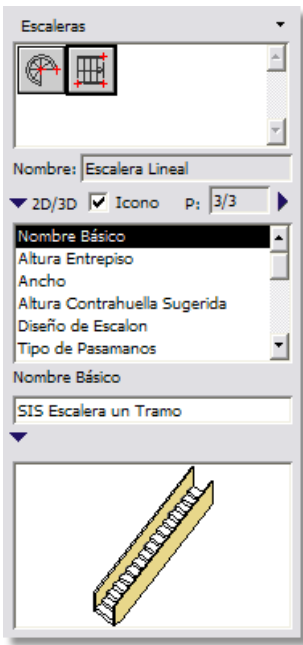 Escaleras
Nombre: Escalera Lineal
2D/3D Icono P: 3/3
Nombre Básico
Altura Entrepiso
Ancho
Altura Contrahuella Sugerida
Diseño de Escalon
Tipo de Pasamanos
Nombre Básico
SIS Escalera un Tramo